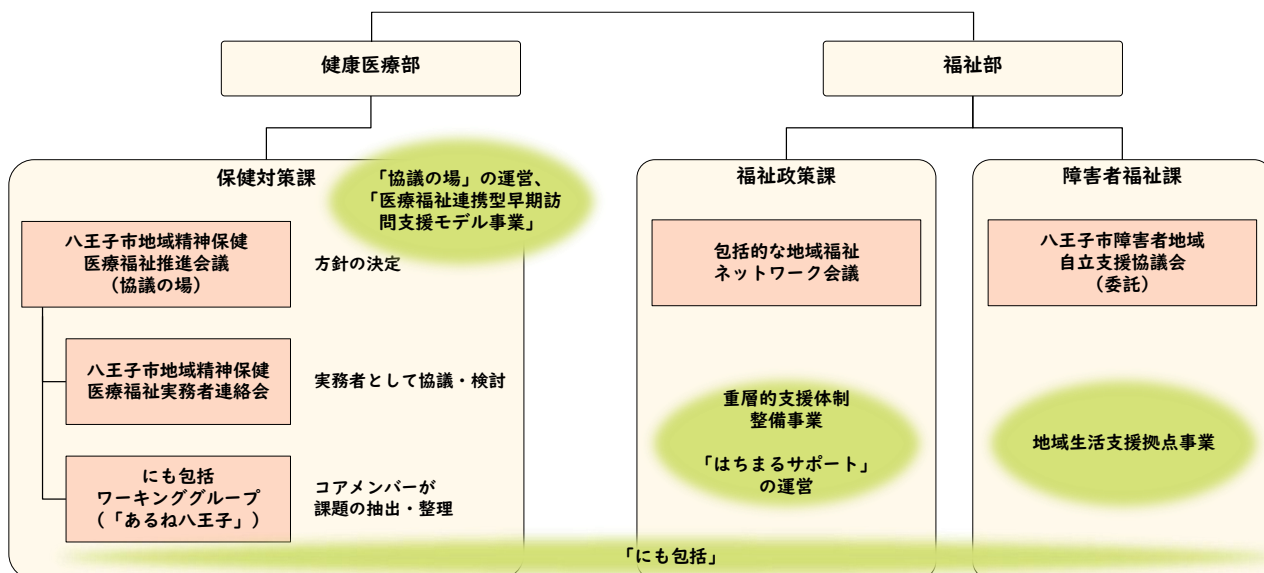 健康医療部
福祉部
保健対策課
「協議の場」の運営、
「医療福祉連携型早期訪
問支援モデル事業」
八王子市地域精神保健
医療福祉推進会議
（協議の場）
方針の決定
八王子市地域精神保健
医療福祉実務者連絡会
実務者として協議・検討
にも包括
ワーキンググループ
（「あるね八王子」）
コアメンバーが
課題の抽出・整理
福祉政策課
包括的な地域福祉
ネットワーク会議
重層的支援体制
整備事業
「はちまるサポート」
の運営
障害者福祉課
八王子市障害者地域
自立支援協議会
（委託）
地域生活支援拠点事業
「にも包括」